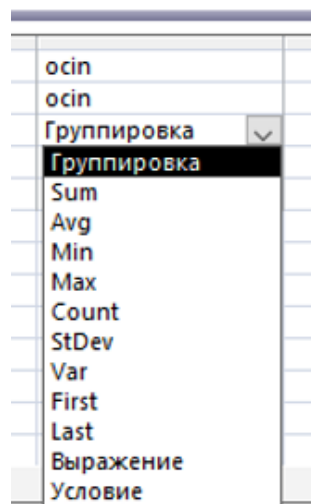 ocin
ocin
Группировка
Группировка
Sum
Avg
Min
Max
Count
StDev
Var
First
Last
Выражение
Условие